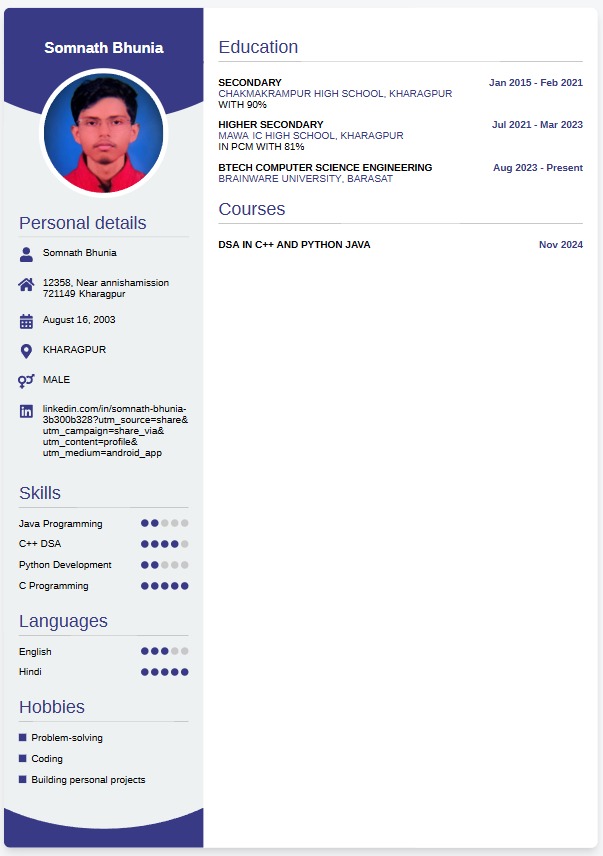 Somnath Bhunia
Personal details
Somnath Bhunia
12358, Near annishamission
721149 Kharagpur
August 16, 2003
KHARAGPUR
MALE
linkedin.com/in/somnath-bhunia-
3b300b328?utm_source=share&
utm_campaign=share_via&
utm_content=profile&
utm_medium=android_app
Skills
Java Programming
C++ DSA
Python Development
C Programming
Languages
English
Hindi
Hobbies
Problem-solving
Coding
Building personal projects
Education
SECONDARY Jan 2015 - Feb 2021
CHAKMAKRAMPUR HIGH SCHOOL, KHARAGPUR
WITH 90%
HIGHER SECONDARY Jul 2021 - Mar 2023
MAWA IC HIGH SCHOOL, KHARAGPUR
IN PCM WITH 81%
BTECH COMPUTER SCIENCE ENGINEERING Aug 2023 - Present
BRAINWARE UNIVERSITY, BARASAT
Courses
DSA IN C++ AND PYTHON JAVA Nov 2024